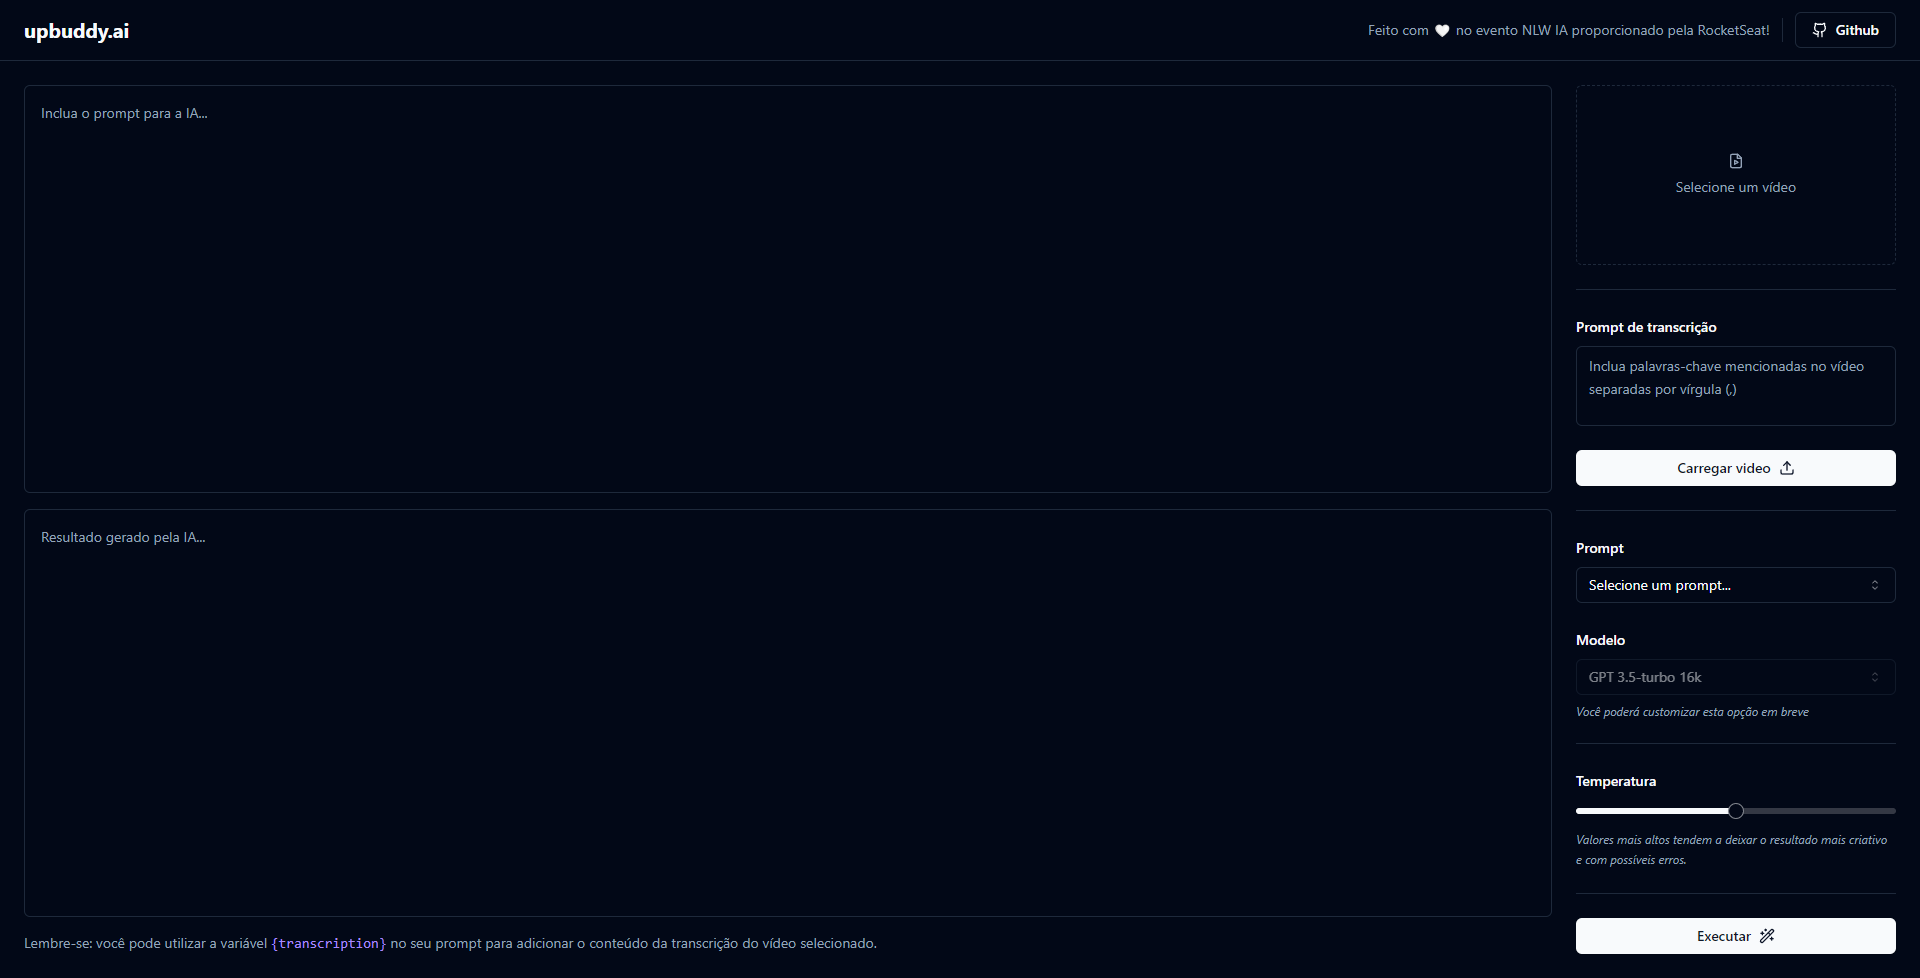 upbuddy.ai
Feito com 🤍 no evento NLW IA proporcionado pela RocketSeat!
Github
Inclua o prompt para a IA...
Resultado gerado pela IA...
Lembre-se: você pode utilizar a variável {transcription} no seu prompt para adicionar o conteúdo da transcrição do vídeo selecionado.
Selecione um vídeo
Prompt de transcrição
Inclua palavras-chave mencionadas no vídeo
separadas por vírgula (,)
Carregar video
Prompt
Selecione um prompt...
Modelo
GPT 3.5-turbo 16k
Você poderá customizar esta opção em breve
Temperatura
Valores mais altos tendem a deixar o resultado mais criativo
e com possíveis erros.
Executar